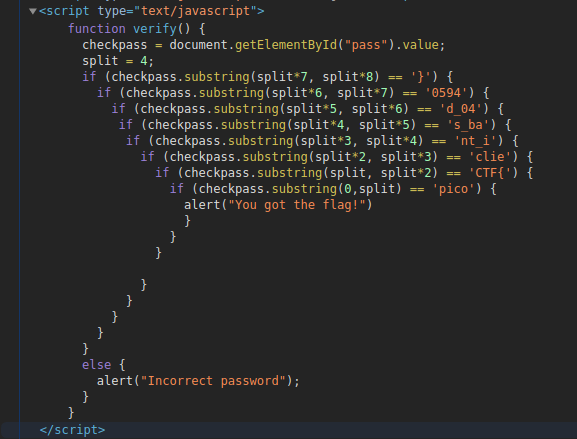 ▼<script type="text/javascript">
function verify() {
checkpass = document.getElementById("pass").value;
split = 4;
if (checkpass.substring(split*7, split*8) == '}') {
if (checkpass.substring(split*6, split*7) == '0594') {
if (checkpass.substring(split*5, split*6) == 'd_04') {
if (checkpass.substring(split*4, split*5) == 's_ba') {
if (checkpass.substring(split*3, split*4) == 'nt_i') {
if (checkpass.substring(split*2, split*3) == 'clie') {
if (checkpass.substring(split, split*2) == 'CTF{') {
if (checkpass.substring(0,split) == 'pico') {
alert("You got the flag!")
}
}
}
}
}
}
}
}
else {
alert("Incorrect password");
}
}
</script>